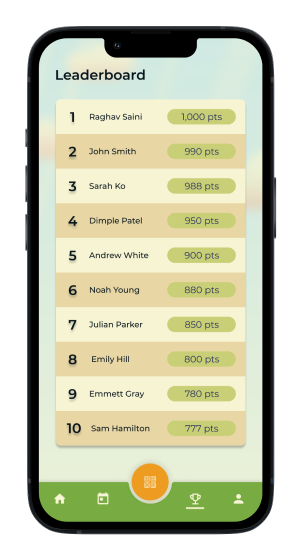 Leaderboard
1 Raghav Saini 1,000 pts
2 John Smith 990 pts
3 Sarah Ko 988 pts
4 Dimple Patel 950 pts
5 Andrew White 900 pts
6 Noah Young 880 pts
7 Julian Parker 850 pts
8 Emily Hill 800 pts
9 Emmett Gray 780 pts
10 Sam Hamilton 777 pts